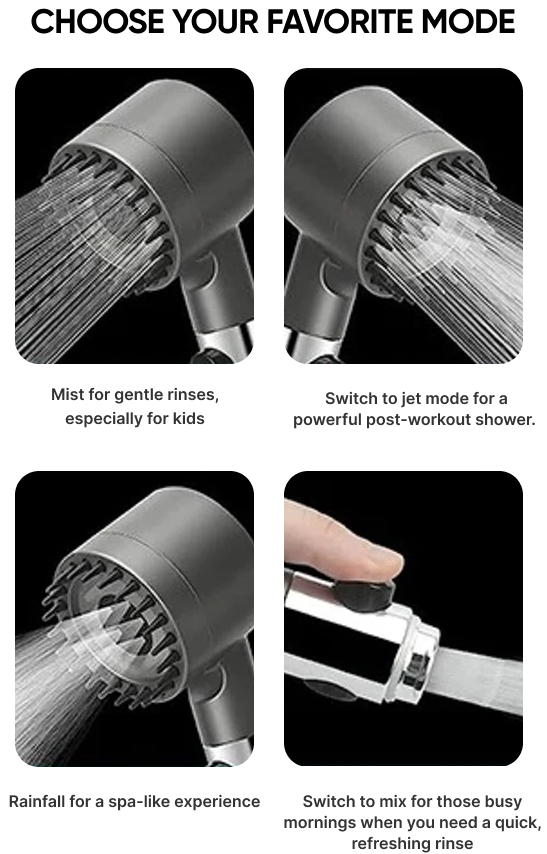 CHOOSE YOUR FAVORITE MODE
Mist for gentle rinses,
especially for kids
Switch to jet mode for a
powerful post-workout shower.
Rainfall for a spa-like experience
Switch to mix for those busy
mornings when you need a quick,
refreshing rinse